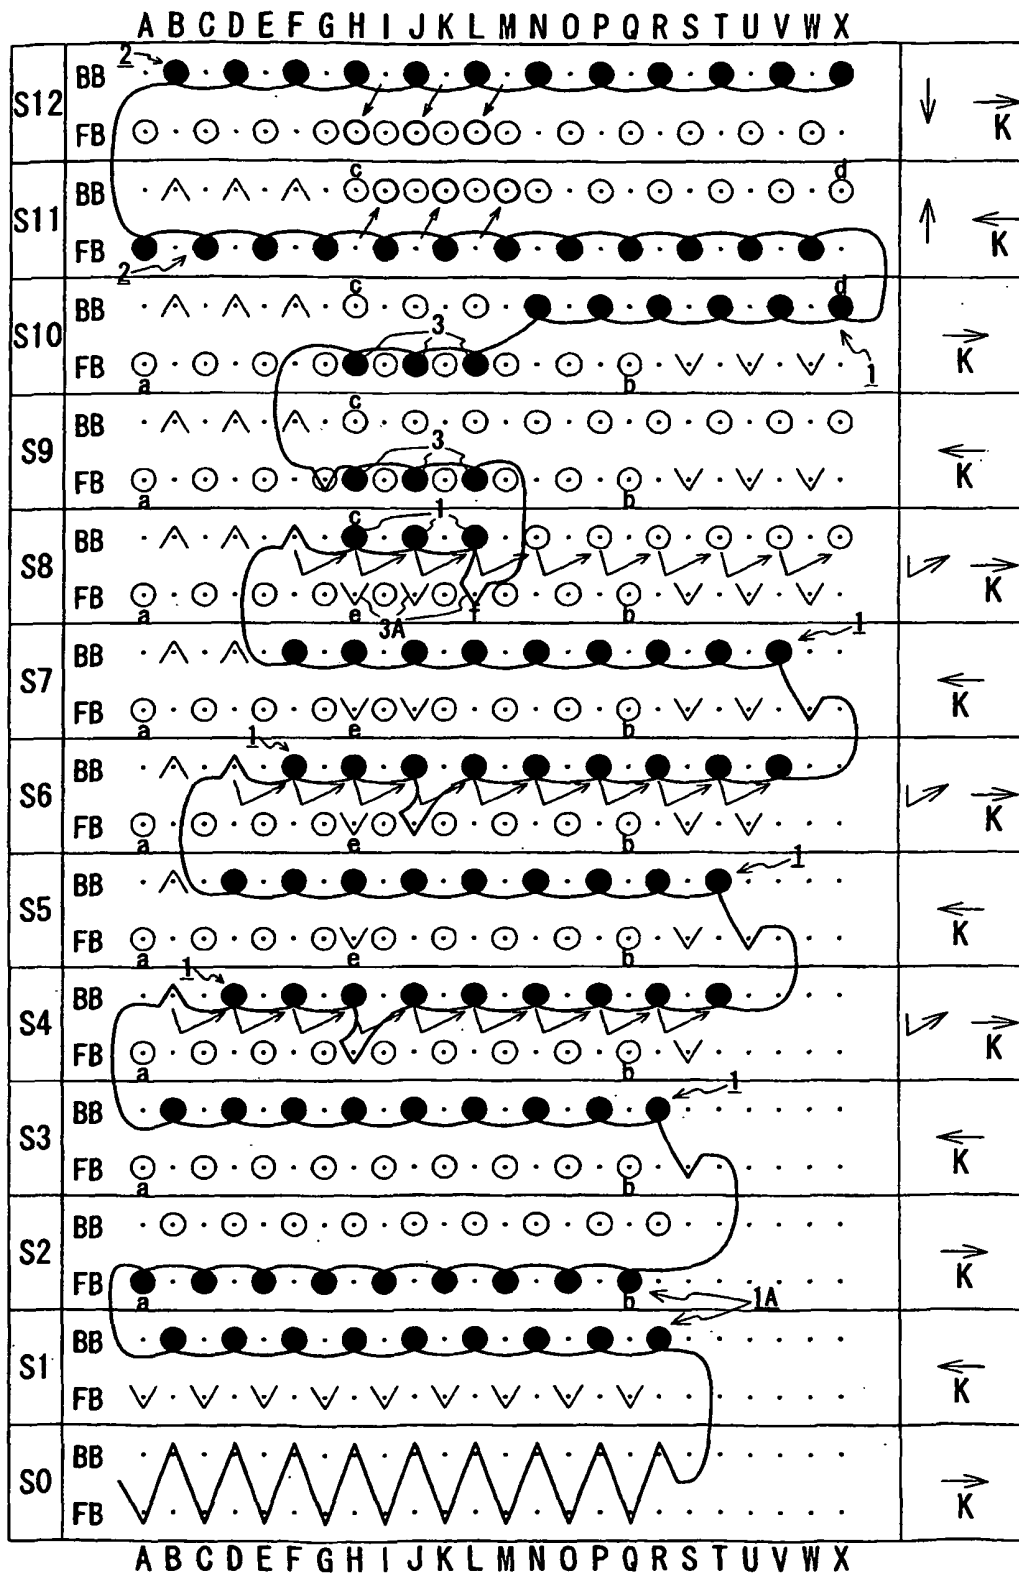 A B C D E F G H I J K L M N O P Q R S T U V W X
2
S12 BB
FB
K
c d
S11 BB
FB
2
K
c d
S10 BB
3
FB
a b
1
K
c
S9 BB
3
FB
a b
K
c 1
S8 BB
FB
a e f b
3A
K
1
S7 BB
FB
a e b
K
1
S6 BB
FB
a e b
K
1
S5 BB
FB
a e b
K
1
S4 BB
FB
a b
K
1
S3 BB
FB
a b
K
S2 BB
FB
a b
1A
K
S1 BB
FB
K
S0 BB
FB
K
A B C D E F G H I J K L M N O P Q R S T U V W X